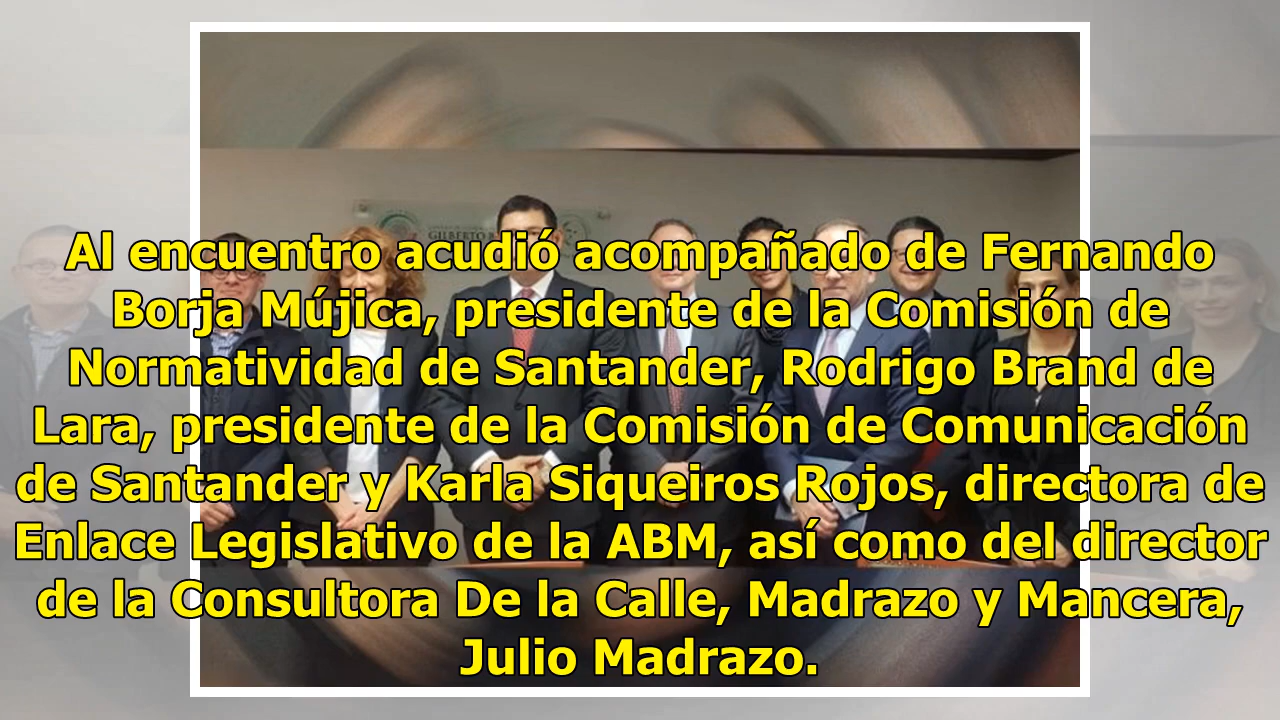 GILBERTO
Al encuentro acudió acompañado de Fernando
Borja Mújica, presidente de la Comisión de
Normatividad de Santander, Rodrigo Brand de
Lara, presidente de la Comisión de Comunicación
de Santander y Karla Siqueiros Rojos, directora de
Enlace Legislativo de la ABM, así como del director
de la Consultora De la Calle, Madrazo y Mancera,
Julio Madrazo.